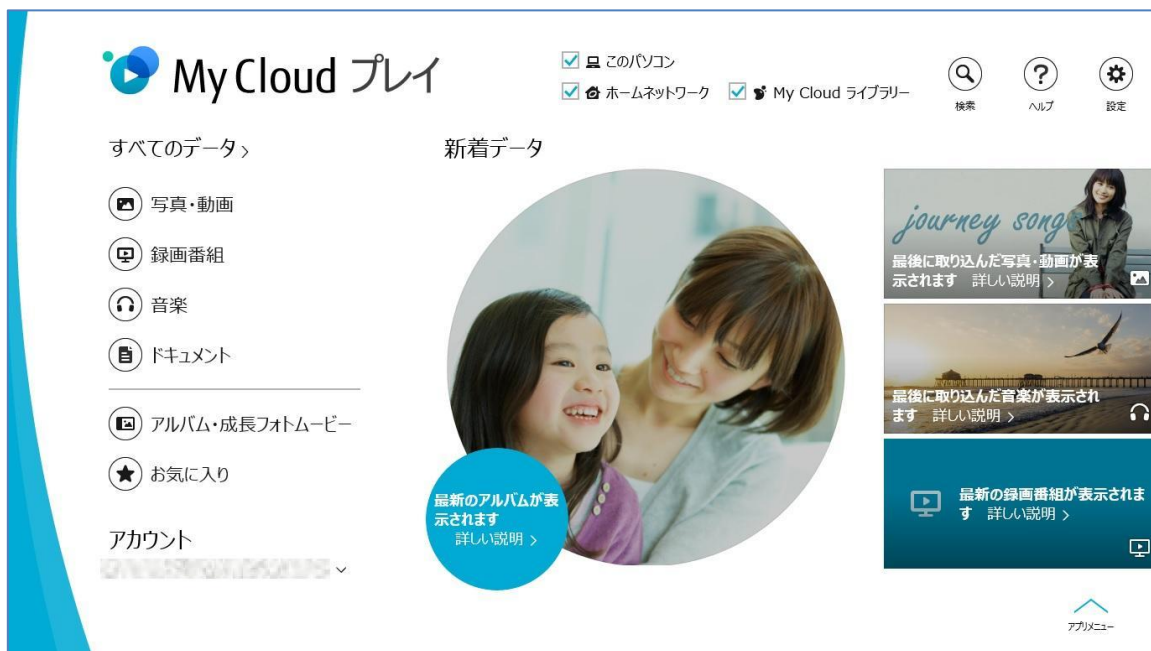 My Cloud プレイ
このパソコン
ホームネットワーク
My Cloud ライブラリー
検索
ヘルプ
設定
すべてのデータ >
写真・動画
録画番組
音楽
ドキュメント
アルバム・成長フォトムービー
お気に入り
アカウント
新着データ
最新のアルバムが表
示されます
詳しい説明 >
journey songs
最後に取り込んだ写真・動画が表
示されます 詳しい説明 >
最後に取り込んだ音楽が表示され
ます 詳しい説明 >
最新の録画番組が表示されま
す 詳しい説明 >
アプリメニュー